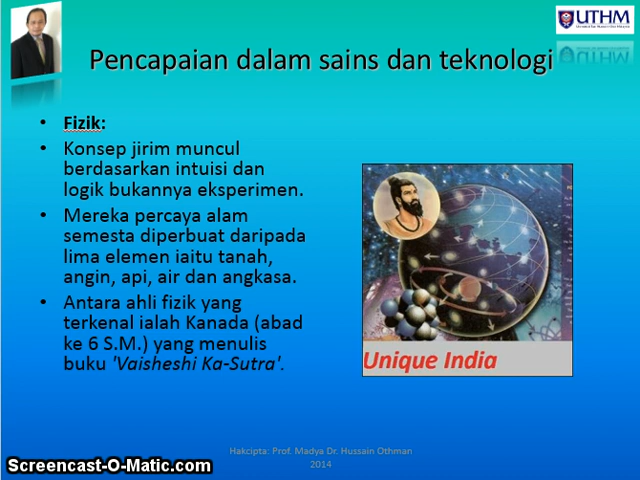 UTHM
Pencapaian dalam sains dan teknologi
• Fizik:
• Konsep jirim muncul
berdasarkan intuisi dan
logik bukannya eksperimen.
• Mereka percaya alam
semesta diperbuat daripada
lima elemen iaitu tanah,
angin, api, air dan angkasa.
• Antara ahli fizik yang
terkenal ialah Kanada (abad
ke 6 S.M.) yang menulis
buku 'Vaisheshi Ka-Sutra'.
Unique India
Hakcipta: Prof. Madya Dr. Hussain Othman
2014
Screencast-O-Matic.com